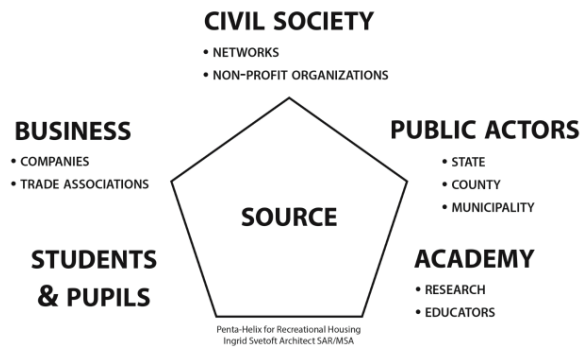 CIVIL SOCIETY
• NETWORKS
• NON-PROFIT ORGANIZATIONS
BUSINESS
• COMPANIES
• TRADE ASSOCIATIONS
PUBLIC ACTORS
• STATE
• COUNTY
• MUNICIPALITY
SOURCE
STUDENTS
& PUPILS
ACADEMY
• RESEARCH
• EDUCATORS
Penta-Helix for Recreational Housing
Ingrid Svetoft Architect SAR/MSA